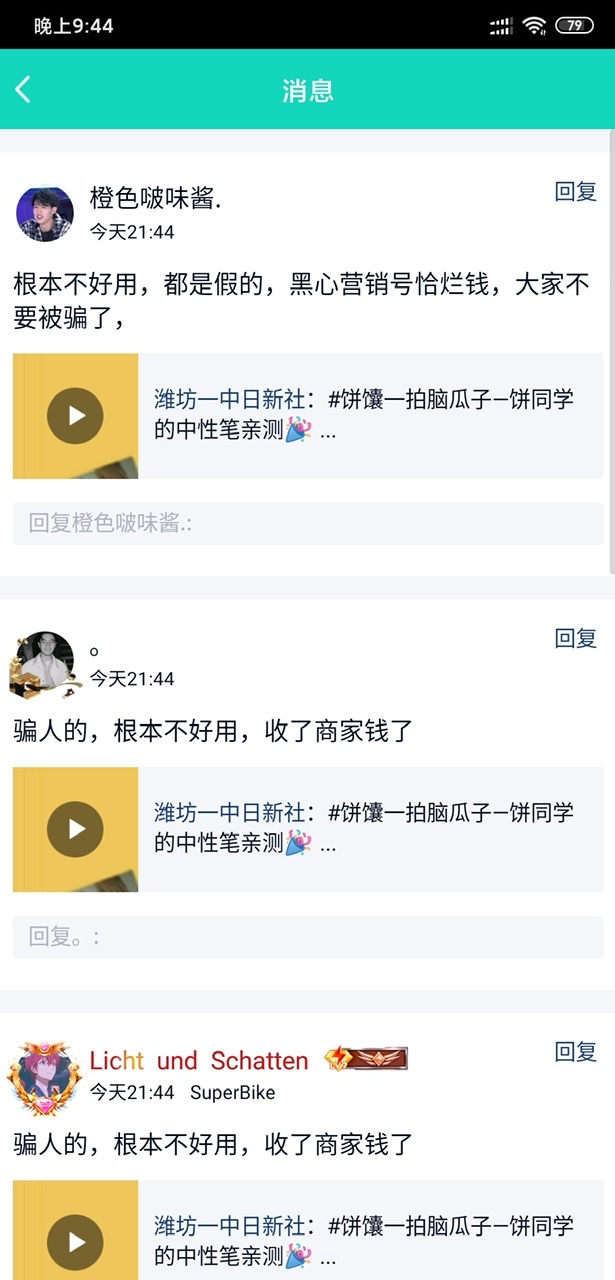 晚上9:44
79
消息
橙色啵味酱.
回复
今天21:44
根本不好用，都是假的，黑心营销号恰烂钱，大家不
要被骗了，
潍坊一中日新社：#饼馕一拍脑瓜子—饼同学
的中性笔亲测🎉 ...
回复橙色啵味酱.:
。
回复
今天21:44
骗人的，根本不好用，收了商家钱了
潍坊一中日新社：#饼馕一拍脑瓜子—饼同学
的中性笔亲测🎉 ...
回复。:
Licht und Schatten
回复
今天21:44 SuperBike
骗人的，根本不好用，收了商家钱了
潍坊一中日新社：#饼馕一拍脑瓜子—饼同学
的中性笔亲测🎉 ...